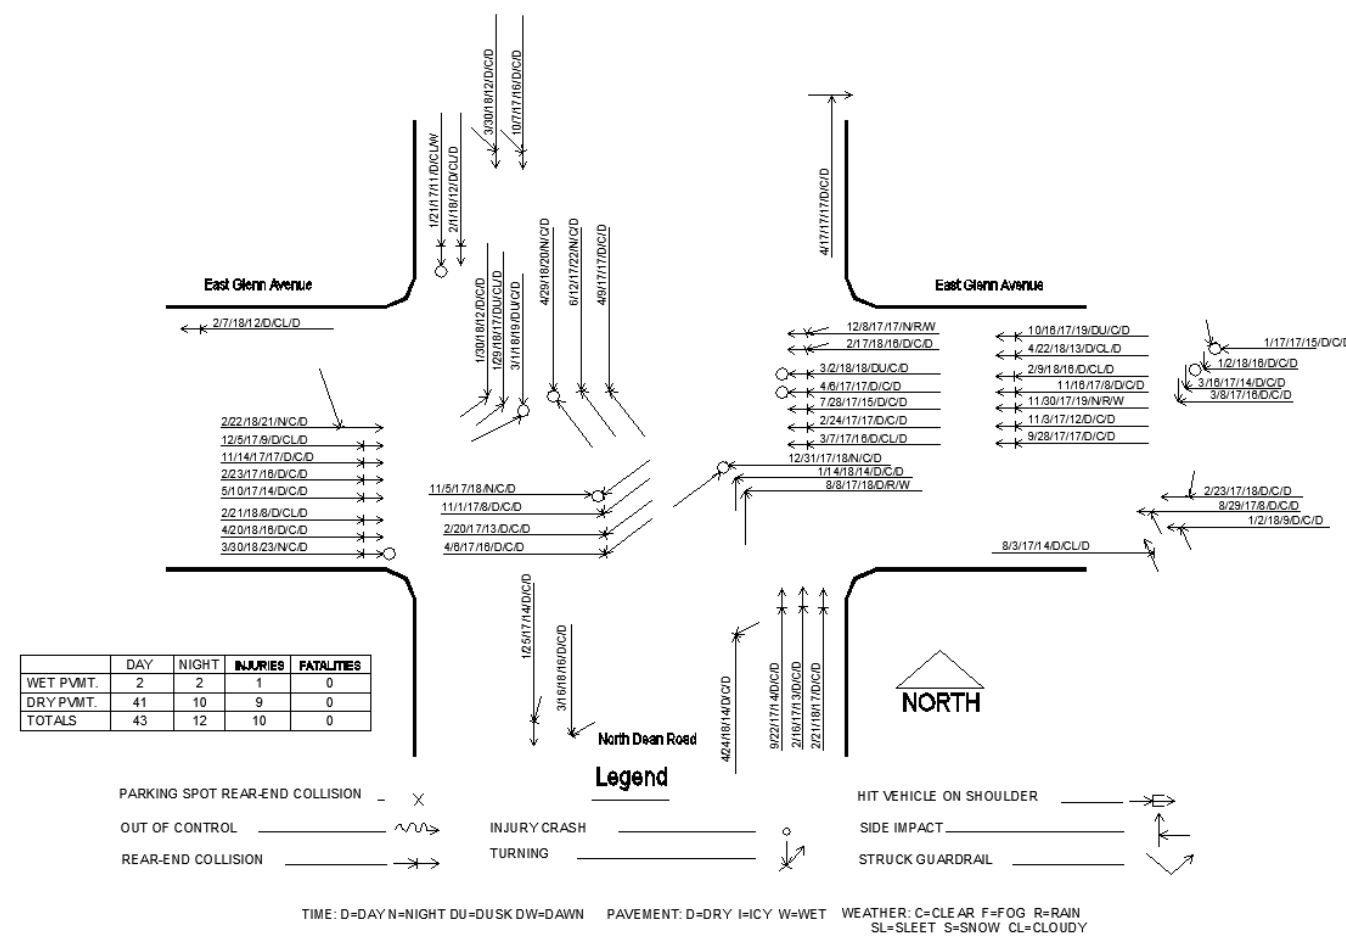 3/30/18/12/D/C/D
10/7/17/16/D/C/D
1/21/17/11/D/CL/W
2/1/18/12/D/CL/D
4/17/17/17/D/C/D
East Glenn Avenue
East Glenn Avenue
2/7/18/12/D/CL/D
1/30/18/12/D/C/D
1/29/18/17/DU/CL/D
3/1/18/19/DU/C/D
4/29/18/20/N/C/D
6/12/17/22/N/C/D
4/9/17/17/D/C/D
12/8/17/17/N/R/W
2/17/18/16/D/C/D
3/2/18/18/DU/C/D
4/6/17/17/D/C/D
7/28/17/15/D/C/D
2/24/17/17/D/C/D
3/7/17/16/D/CL/D
10/16/17/19/DU/C/D
4/22/18/13/D/CL/D
2/9/18/16/D/CL/D
11/16/17/8/D/C/D
11/30/17/19/N/R/W
11/3/17/12/D/C/D
9/28/17/17/D/C/D
1/17/17/15/D/C/D
1/2/18/16/D/C/D
3/16/17/14/D/C/D
3/8/17/16/D/C/D
2/22/18/21/N/C/D
12/5/17/9/D/CL/D
11/14/17/17/D/C/D
2/23/17/16/D/C/D
5/10/17/14/D/C/D
2/21/18/8/D/CL/D
4/20/18/16/D/C/D
3/30/18/23/N/C/D
11/5/17/18/N/C/D
11/1/17/8/D/C/D
2/20/17/13/D/C/D
4/6/17/16/D/C/D
12/31/17/18/N/C/D
1/14/18/14/D/C/D
8/8/17/18/D/R/W
2/23/17/18/D/C/D
8/29/17/8/D/C/D
1/2/18/9/D/C/D
8/3/17/14/D/CL/D
1/25/17/14/D/C/D
3/16/18/16/D/C/D
4/24/18/14/D/C/D
9/22/17/14/D/C/D
2/16/17/13/D/C/D
2/21/18/17/D/C/D
DAY NIGHT INJURIES FATALITIES
WET PVMT. 2 2 1 0
DRY PVMT. 41 10 9 0
TOTALS 43 12 10 0
NORTH
North Dean Road
Legend
PARKING SPOT REAR-END COLLISION
OUT OF CONTROL
REAR-END COLLISION
INJURY CRASH
TURNING
HIT VEHICLE ON SHOULDER
SIDE IMPACT
STRUCK GUARDRAIL
TIME: D=DAY N=NIGHT DU=DUSK DW=DAWN PAVEMENT: D=DRY I=ICY W=WET WEATHER: C=CLEAR F=FOG R=RAIN
SL=SLEET S=SNOW CL=CLOUDY